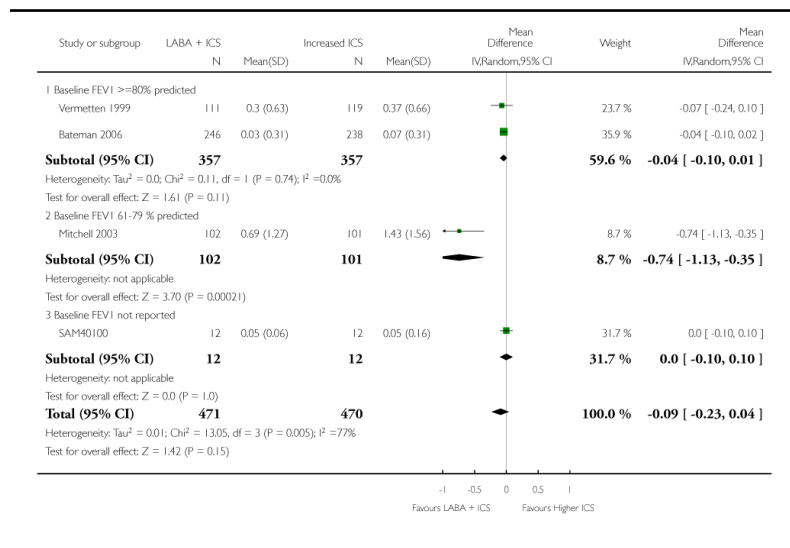 Study or subgroup LABA + ICS Increased ICS Mean Difference Weight Mean Difference
N Mean(SD) N Mean(SD) IV,Random,95% CI IV,Random,95% CI
1 Baseline FEV1 >=80% predicted
Vermetten 1999 111 0.3 (0.63) 119 0.37 (0.66) 23.7 % -0.07 [ -0.24, 0.10 ]
Bateman 2006 246 0.03 (0.31) 238 0.07 (0.31) 35.9 % -0.04 [ -0.10, 0.02 ]
Subtotal (95% CI) 357 357 59.6 % -0.04 [ -0.10, 0.01 ]
Heterogeneity: Tau² = 0.0; Chi² = 0.11, df = 1 (P = 0.74); I² =0.0%
Test for overall effect: Z = 1.61 (P = 0.11)
2 Baseline FEV1 61-79 % predicted
Mitchell 2003 102 0.69 (1.27) 101 1.43 (1.56) 8.7 % -0.74 [ -1.13, -0.35 ]
Subtotal (95% CI) 102 101 8.7 % -0.74 [ -1.13, -0.35 ]
Heterogeneity: not applicable
Test for overall effect: Z = 3.70 (P = 0.00021)
3 Baseline FEV1 not reported
SAM40100 12 0.05 (0.06) 12 0.05 (0.16) 31.7 % 0.0 [ -0.10, 0.10 ]
Subtotal (95% CI) 12 12 31.7 % 0.0 [ -0.10, 0.10 ]
Heterogeneity: not applicable
Test for overall effect: Z = 0.0 (P = 1.0)
Total (95% CI) 471 470 100.0 % -0.09 [ -0.23, 0.04 ]
Heterogeneity: Tau² = 0.01; Chi² = 13.05, df = 3 (P = 0.005); I² =77%
Test for overall effect: Z = 1.42 (P = 0.15)
-1 -0.5 0 0.5 1
Favours LABA + ICS Favours Higher ICS